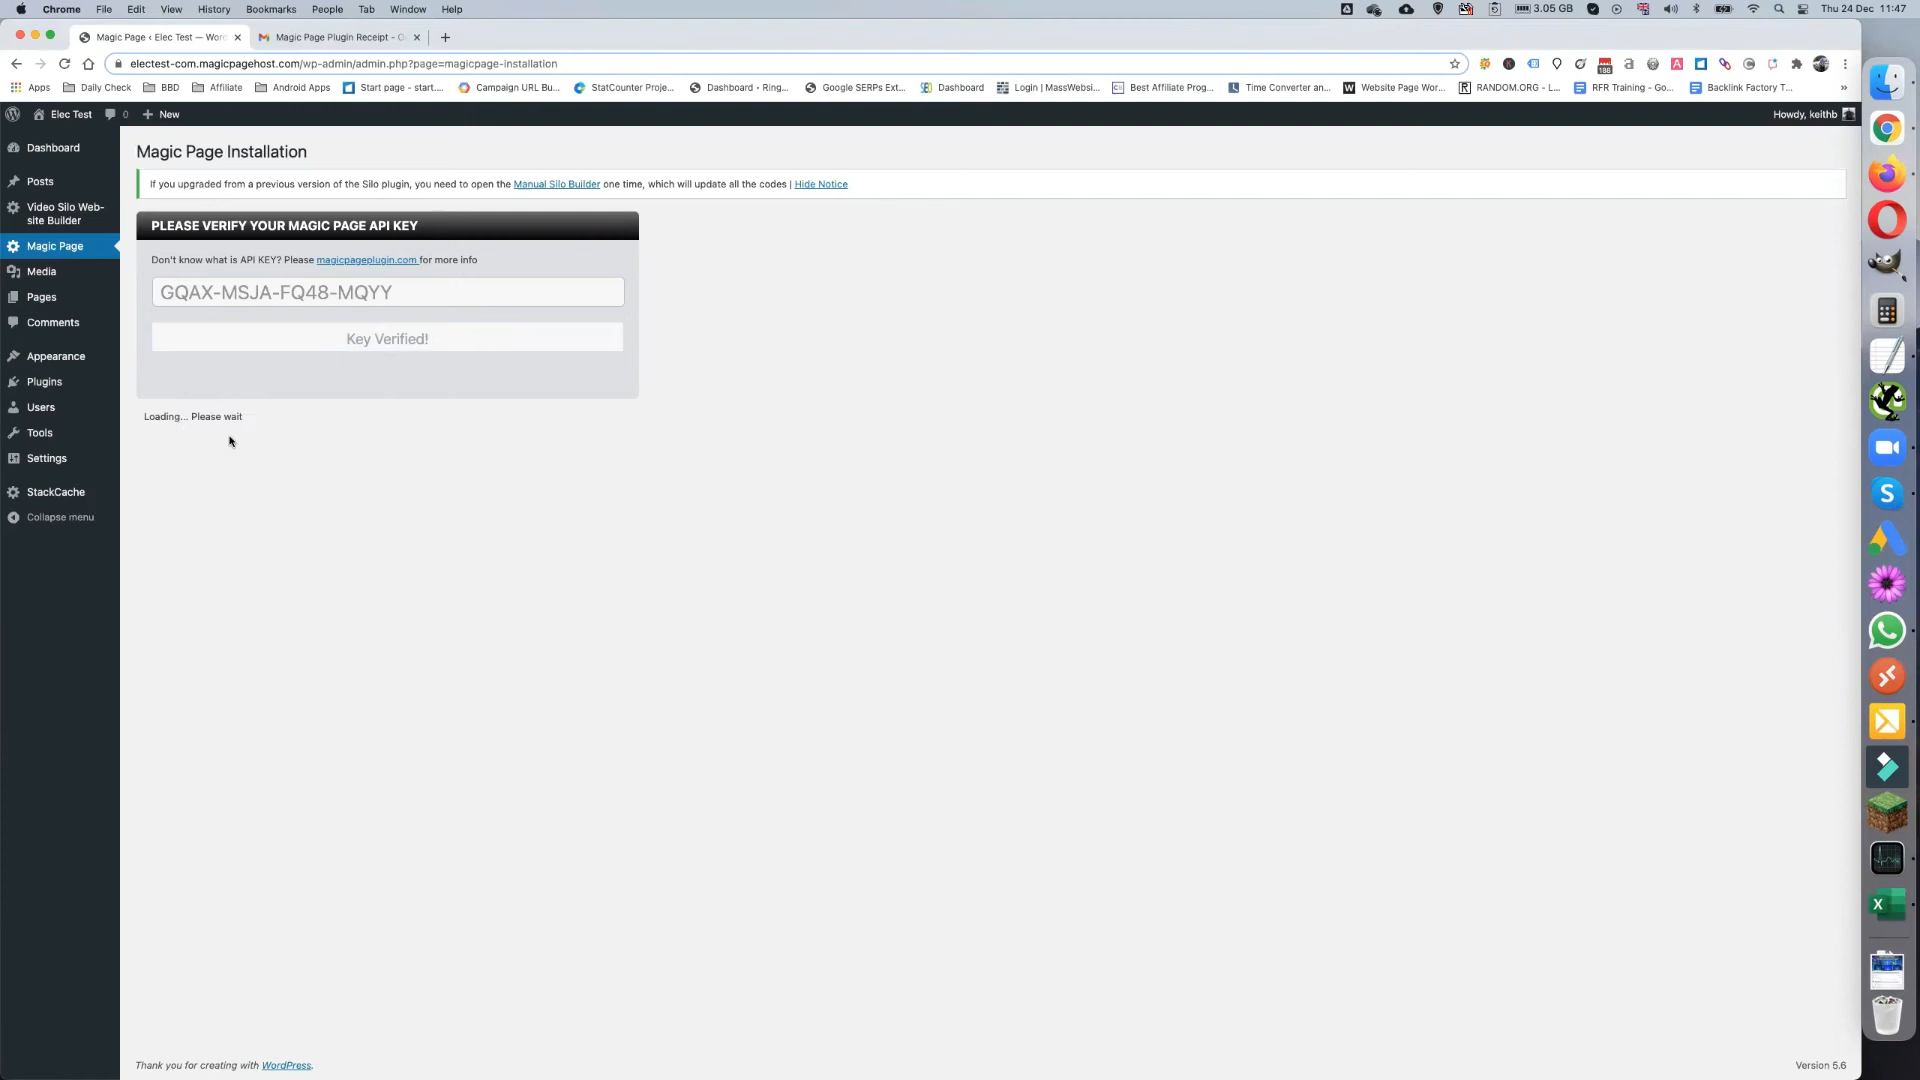 Chrome File Edit View History Bookmarks People Tab Window Help
3.05 GB
Thu 24 Dec 11:47
Magic Page ‹ Elec Test — Wor
Magic Page Plugin Receipt -
electest-com.magicpagehost.com/wp-admin/admin.php?page=magicpage-installation
186
Apps
Daily Check
BBD
Affiliate
Android Apps
Start page - start....
Campaign URL Bu...
StatCounter Proje...
Dashboard • Ring...
Google SERPs Ext...
Dashboard
Login | MassWebsi...
Best Affiliate Prog...
Time Converter an...
Website Page Wor...
RANDOM.ORG - L...
RFR Training - Go...
Backlink Factory T...
»
Elec Test
0
New
Howdy, keithb
Dashboard
Posts
Video Silo Web-
site Builder
Magic Page
Media
Pages
Comments
Appearance
Plugins
Users
Tools
Settings
StackCache
Collapse menu
Magic Page Installation
If you upgraded from a previous version of the Silo plugin, you need to open the Manual Silo Builder one time, which will update all the codes | Hide Notice
PLEASE VERIFY YOUR MAGIC PAGE API KEY
Don't know what is API KEY? Please magicpageplugin.com for more info
GQAX-MSJA-FQ48-MQYY
Key Verified!
Loading... Please wait
Thank you for creating with WordPress.
Version 5.6